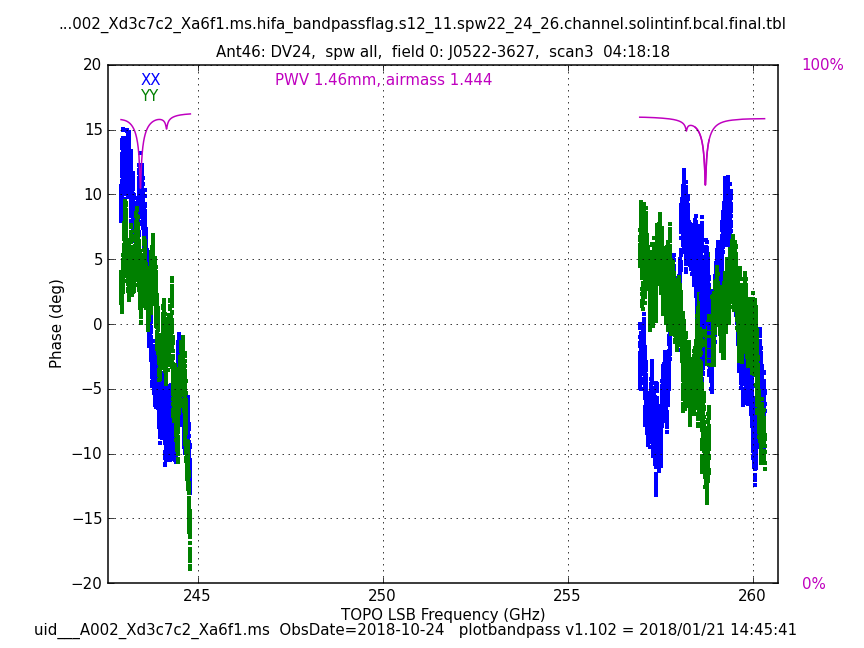 ...002_Xd3c7c2_Xa6f1.ms.hifa_bandpassflag.s12_11.spw22_24_26.channel.solintinf.bcal.final.tbl
Ant46: DV24,  spw all,  field 0: J0522-3627,  scan3  04:18:18
20
100%
XX
PWV 1.46mm, airmass 1.444
YY
15
10
5
0
−5
−10
−15
−20
0%
Phase (deg)
245
250
255
260
TOPO LSB Frequency (GHz)
uid___A002_Xd3c7c2_Xa6f1.ms  ObsDate=2018-10-24   plotbandpass v1.102 = 2018/01/21 14:45:41